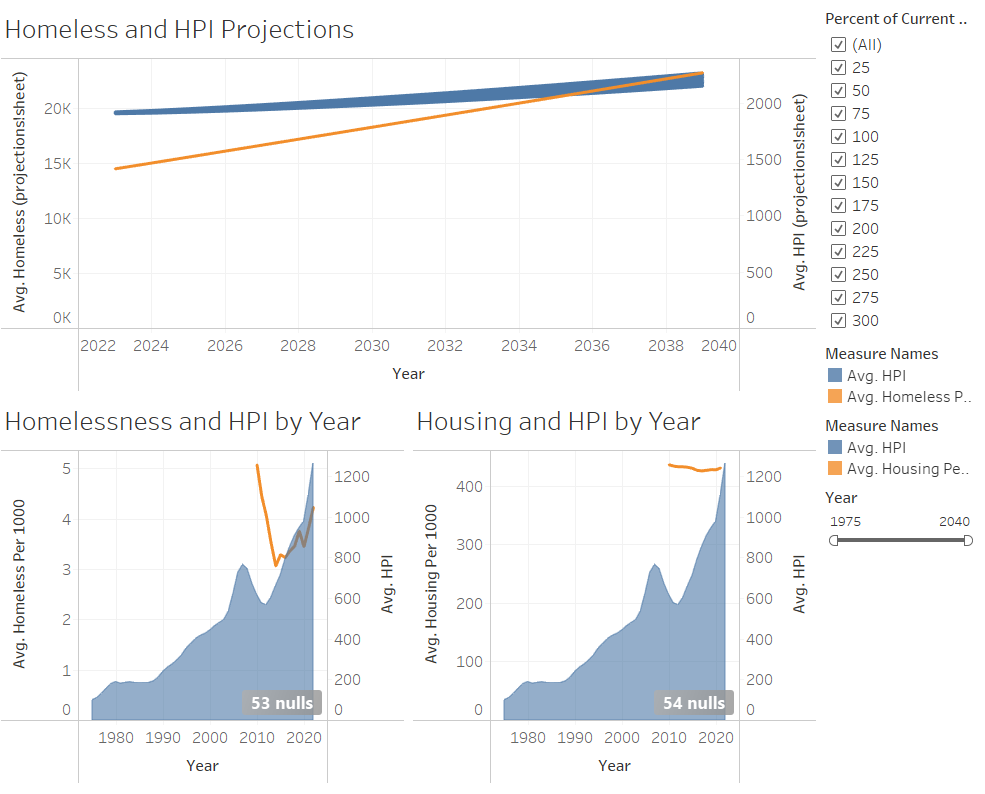 Homeless and HPI Projections
Avg. Homeless (projections!sheet)
20K
15K
10K
5K
0K
2000
1500
1000
500
0
Avg. HPI (projections!sheet)
2022 2024 2026 2028 2030 2032 2034 2036 2038 2040
Year
Homelessness and HPI by Year
Avg. Homeless Per 1000
5
4
3
2
1
0
1200
1000
800
600
400
200
0
Avg. HPI
53 nulls
1980 1990 2000 2010 2020
Year
Housing and HPI by Year
Avg. Housing Per 1000
400
300
200
100
0
1200
1000
800
600
400
200
0
Avg. HPI
54 nulls
1980 1990 2000 2010 2020
Year
Percent of Current ..
(All)
25
50
75
100
125
150
175
200
225
250
275
300
Measure Names
Avg. HPI
Avg. Homeless P..
Measure Names
Avg. HPI
Avg. Housing Pe..
Year
1975 2040